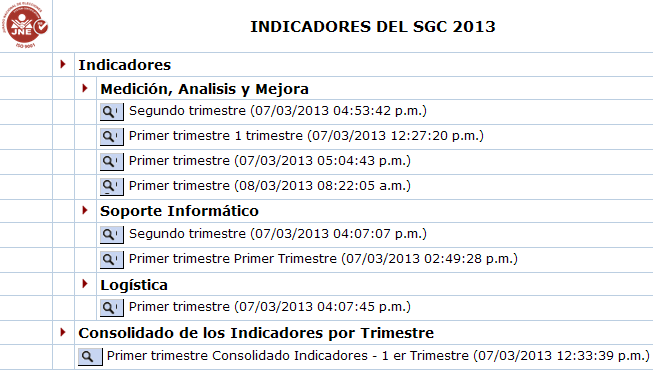 JNE
ISO 9001
INDICADORES DEL SGC 2013
Indicadores
Medición, Analisis y Mejora
Segundo trimestre (07/03/2013 04:53:42 p.m.)
Primer trimestre 1 trimestre (07/03/2013 12:27:20 p.m.)
Primer trimestre (07/03/2013 05:04:43 p.m.)
Primer trimestre (08/03/2013 08:22:05 a.m.)
Soporte Informático
Segundo trimestre (07/03/2013 04:07:07 p.m.)
Primer trimestre Primer Trimestre (07/03/2013 02:49:28 p.m.)
Logística
Primer trimestre (07/03/2013 04:07:45 p.m.)
Consolidado de los Indicadores por Trimestre
Primer trimestre Consolidado Indicadores - 1 er Trimestre (07/03/2013 12:33:39 p.m.)